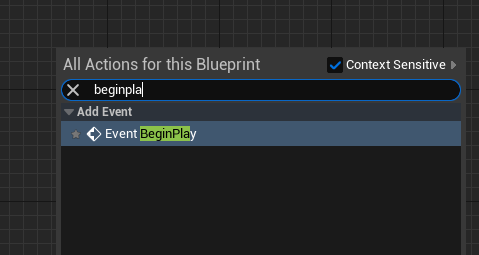 All Actions for this Blueprint Context Sensitive
beginpla
Add Event
Event BeginPlay